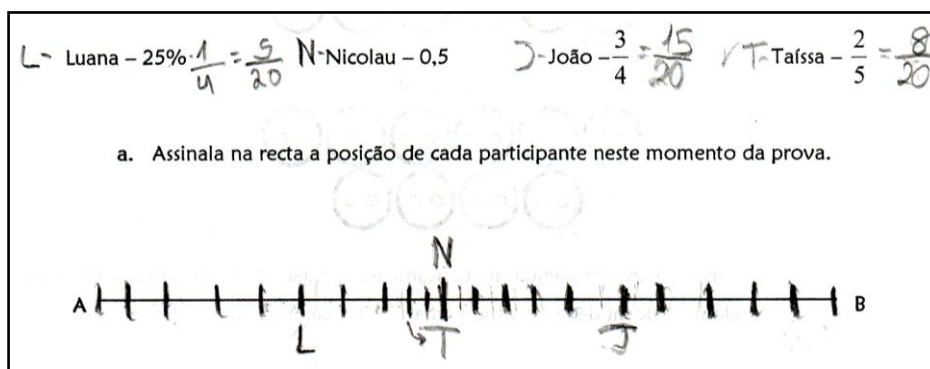 L- Luana – 25% · 1/4 = 5/20 N- Nicolau – 0,5 J- João – 3/4 = 15/20 T- Taíssa – 2/5 = 8/20
a. Assinala na recta a posição de cada participante neste momento da prova.
N
A B
L T J